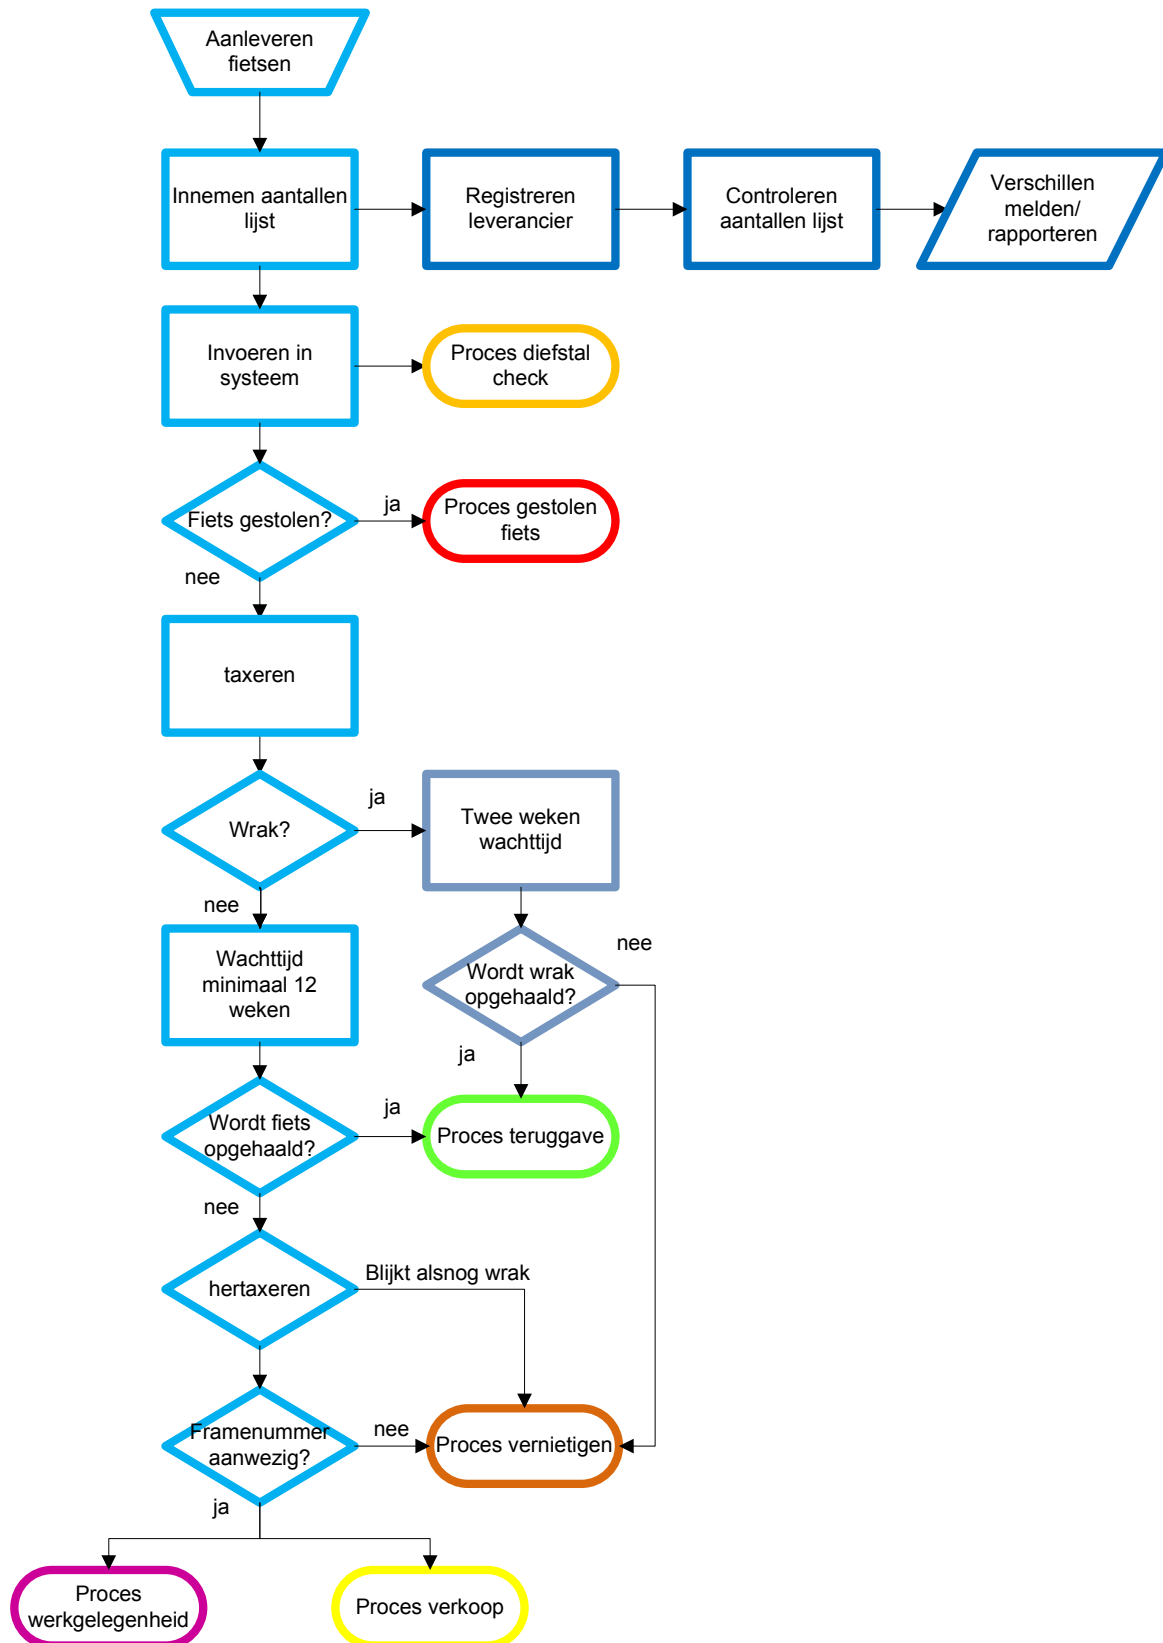 Aanleveren
fietsen
Innemen aantallen
lijst
Registreren
leverancier
Controleren
aantallen lijst
Verschillen
melden/
rapporteren
Invoeren in
systeem
Proces diefstal
check
Fiets gestolen?
ja
Proces gestolen
fiets
nee
taxeren
Wrak?
ja
Twee weken
wachttijd
nee
Wachttijd
minimaal 12
weken
Wordt wrak
opgehaald?
nee
ja
Wordt fiets
opgehaald?
ja
Proces teruggave
nee
hertaxeren
Blijkt alsnog wrak
Framenummer
aanwezig?
nee
Proces vernietigen
ja
Proces
werkgelegenheid
Proces verkoop